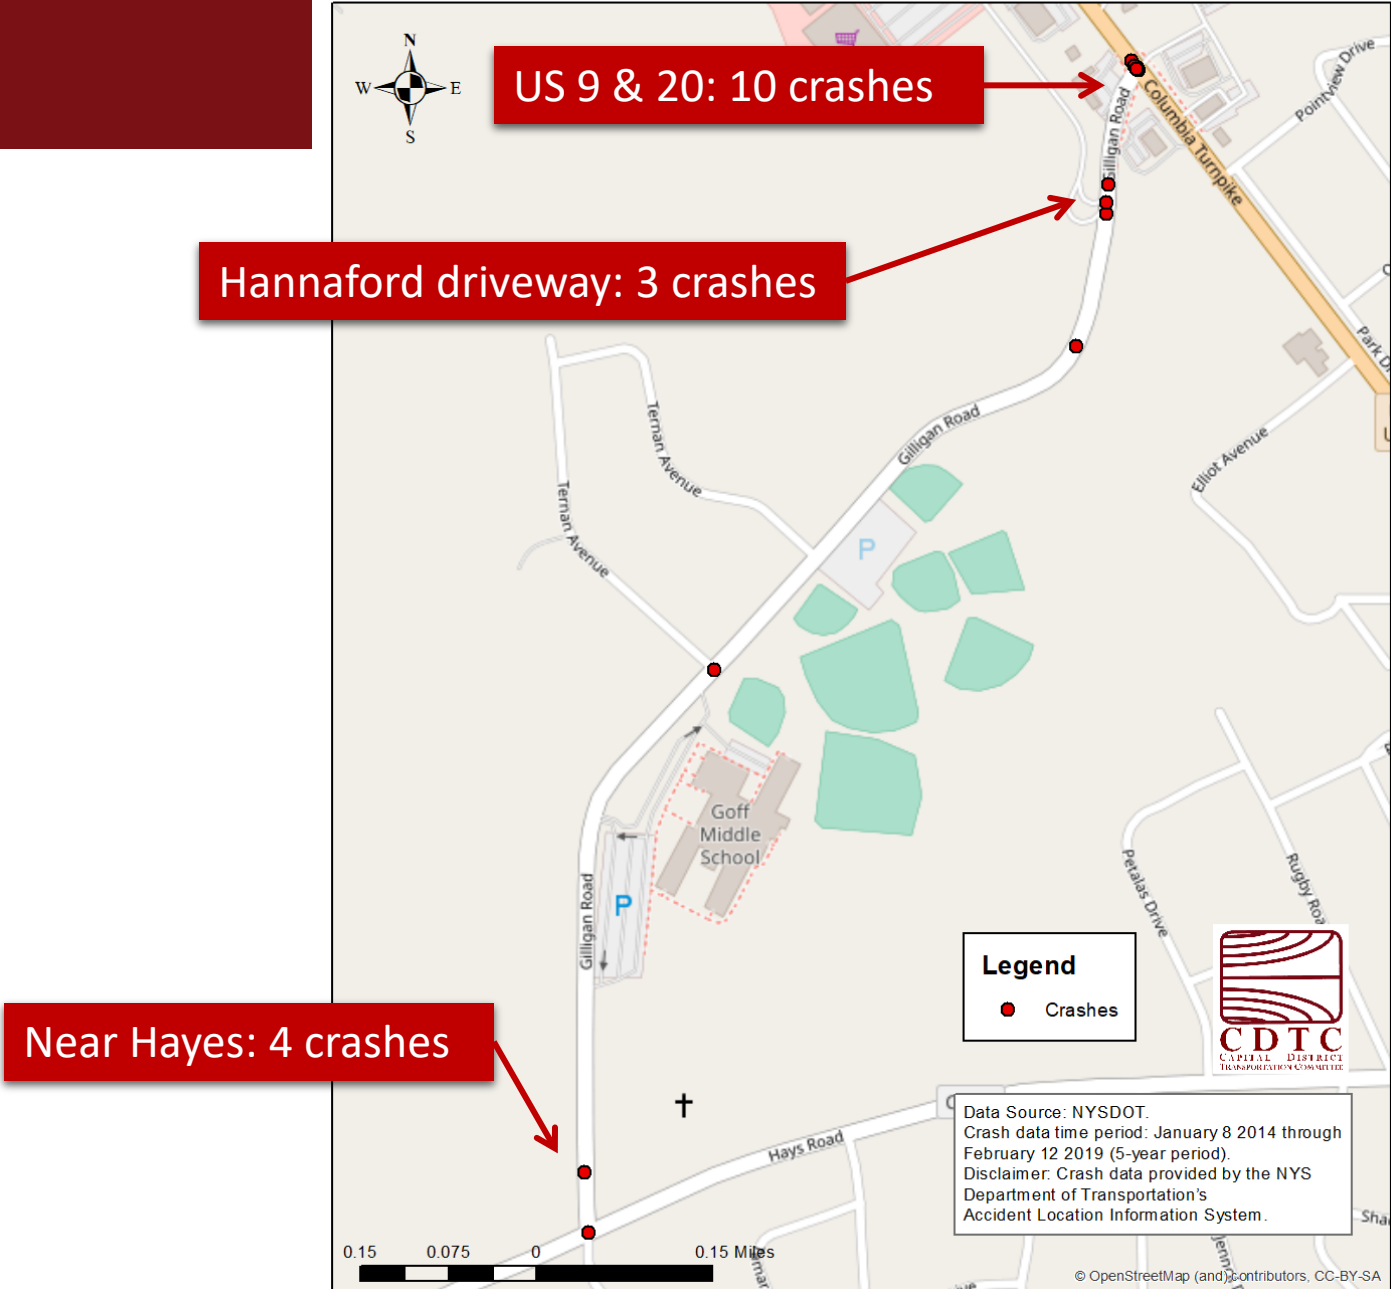 N
W
E
S
US 9 & 20: 10 crashes
Pointview Drive
Columbia Turnpike
Gilligan Road
Hannaford driveway: 3 crashes
Park
Ternan Avenue
Gilligan Road
Elliot Avenue
Ternan Avenue
P
Goff
Middle
School
Petalas Drive
Rugby
Gilligan Road
P
Legend
Crashes
CDTC
CAPITAL DISTRICT
TRANSPORTATION COMMITTEE
Near Hayes: 4 crashes
Hays Road
Data Source: NYSDOT.
Crash data time period: January 8 2014 through
February 12 2019 (5-year period).
Disclaimer: Crash data provided by the NYS
Department of Transportation's
Accident Location Information System.
0.15 0.075 0 0.15 Miles
© OpenStreetMap (and) contributors, CC-BY-SA